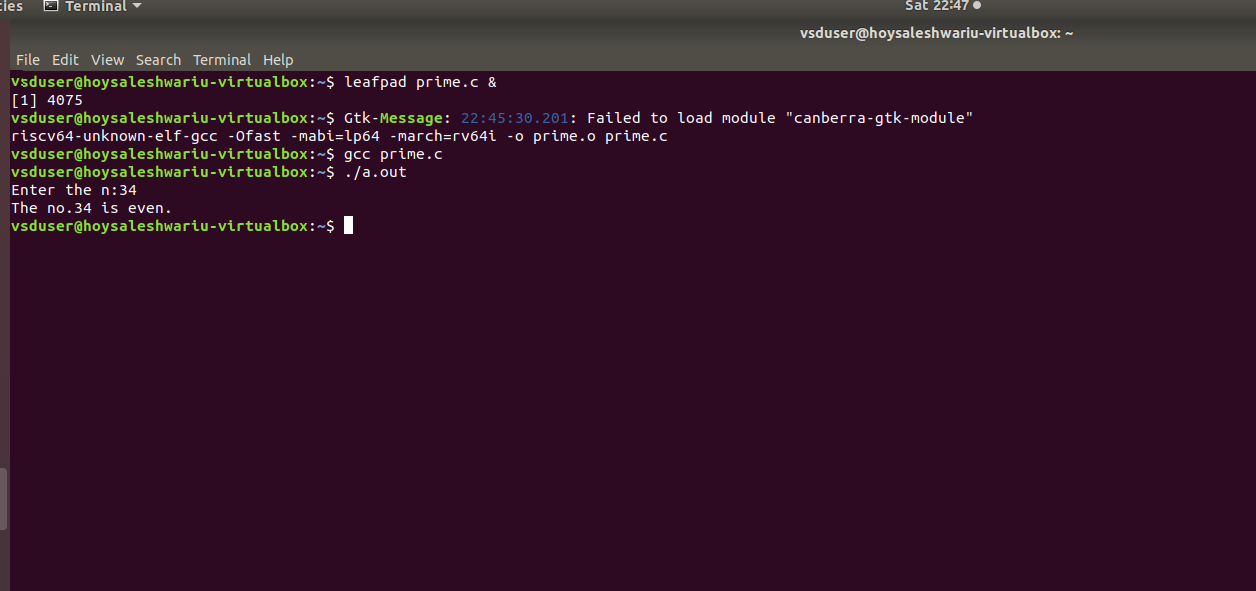 ies Terminal Sat 22:47
vsduser@hoysaleshwariu-virtualbox: ~
File Edit View Search Terminal Help
vsduser@hoysaleshwariu-virtualbox:~$ leafpad prime.c &
[1] 4075
vsduser@hoysaleshwariu-virtualbox:~$ Gtk-Message: 22:45:30.201: Failed to load module "canberra-gtk-module"
riscv64-unknown-elf-gcc -Ofast -mabi=lp64 -march=rv64i -o prime.o prime.c
vsduser@hoysaleshwariu-virtualbox:~$ gcc prime.c
vsduser@hoysaleshwariu-virtualbox:~$ ./a.out
Enter the n:34
The no.34 is even.
vsduser@hoysaleshwariu-virtualbox:~$